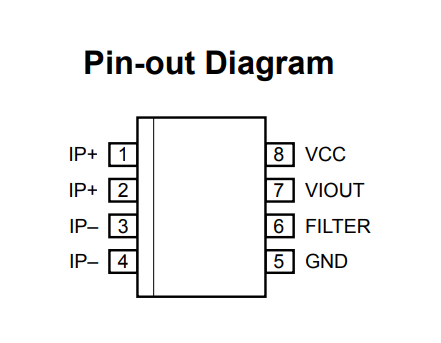 Pin-out Diagram
IP+ 1 8 VCC
IP+ 2 7 VIOUT
IP– 3 6 FILTER
IP– 4 5 GND